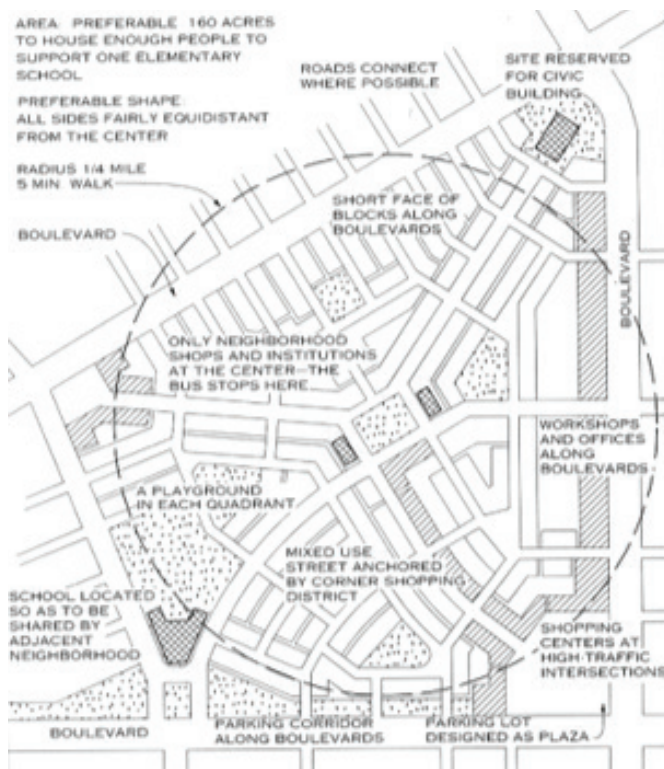 AREA: PREFERABLE 160 ACRES
TO HOUSE ENOUGH PEOPLE TO
SUPPORT ONE ELEMENTARY
SCHOOL
PREFERABLE SHAPE:
ALL SIDES FAIRLY EQUIDISTANT
FROM THE CENTER
ROADS CONNECT
WHERE POSSIBLE
SITE RESERVED
FOR CIVIC
BUILDING
RADIUS 1/4 MILE
5 MIN. WALK
SHORT FACE OF
BLOCKS ALONG
BOULEVARDS
BOULEVARD
BOULEVARD
ONLY NEIGHBORHOOD
SHOPS AND INSTITUTIONS
AT THE CENTER—THE
BUS STOPS HERE
WORKSHOPS
AND OFFICES
ALONG
BOULEVARDS
A PLAYGROUND
IN EACH QUADRANT
MIXED USE
STREET ANCHORED
BY CORNER SHOPPING
DISTRICT
SCHOOL LOCATED
SO AS TO BE
SHARED BY
ADJACENT
NEIGHBORHOOD
SHOPPING
CENTERS AT
HIGH-TRAFFIC
INTERSECTIONS
BOULEVARD
PARKING CORRIDOR
ALONG BOULEVARDS
PARKING LOT
DESIGNED AS PLAZA